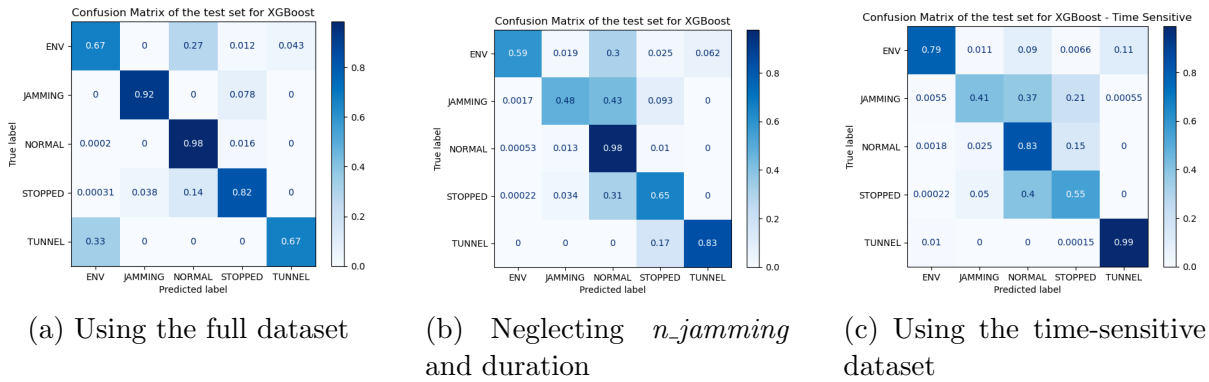 Confusion Matrix of the test set for XGBoost
True label
ENV 0.67 0 0.27 0.012 0.043
JAMMING 0 0.92 0 0.078 0
NORMAL 0.0002 0 0.98 0.016 0
STOPPED 0.00031 0.038 0.14 0.82 0
TUNNEL 0.33 0 0 0 0.67
ENV JAMMING NORMAL STOPPED TUNNEL
Predicted label
0.8
0.6
0.4
0.2
0.0
(a) Using the full dataset
Confusion Matrix of the test set for XGBoost
True label
ENV 0.59 0.019 0.3 0.025 0.062
JAMMING 0.0017 0.48 0.43 0.093 0
NORMAL 0.00053 0.013 0.98 0.01 0
STOPPED 0.00022 0.034 0.31 0.65 0
TUNNEL 0 0 0 0.17 0.83
ENV JAMMING NORMAL STOPPED TUNNEL
Predicted label
0.8
0.6
0.4
0.2
0.0
(b) Neglecting n_jamming
and duration
Confusion Matrix of the test set for XGBoost - Time Sensitive
True label
ENV 0.79 0.011 0.09 0.0066 0.11
JAMMING 0.0055 0.41 0.37 0.21 0.00055
NORMAL 0.0018 0.025 0.83 0.15 0
STOPPED 0.00022 0.05 0.4 0.55 0
TUNNEL 0.01 0 0 0.00015 0.99
ENV JAMMING NORMAL STOPPED TUNNEL
Predicted label
0.8
0.6
0.4
0.2
0.0
(c) Using the time-sensitive
dataset